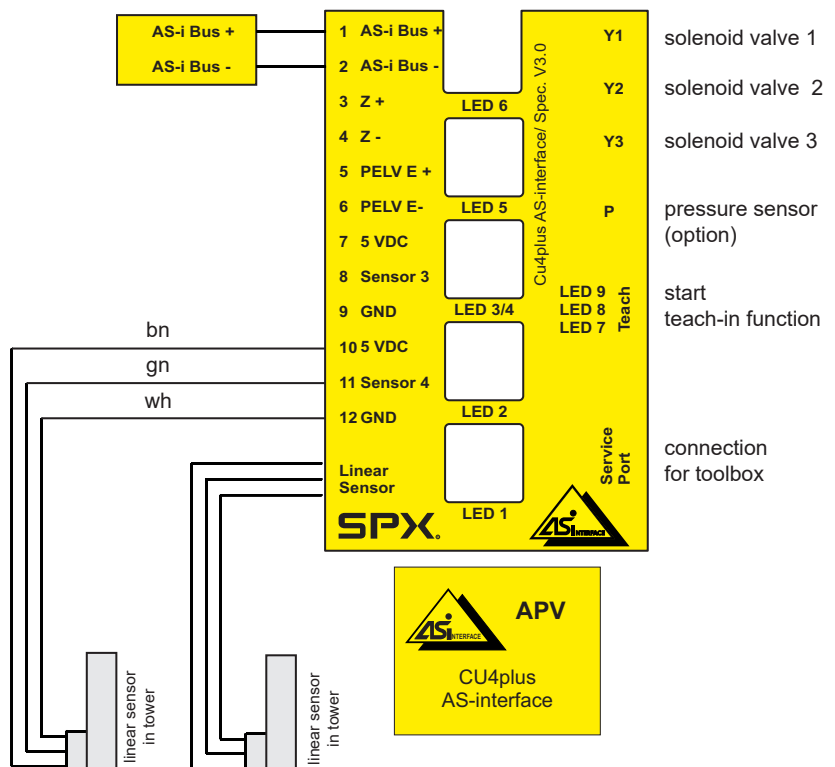 AS-i Bus +
AS-i Bus -
1 AS-i Bus +
2 AS-i Bus -
3 Z +
4 Z -
5 PELV E +
6 PELV E-
7 5 VDC
8 Sensor 3
9 GND
10 5 VDC
11 Sensor 4
12 GND
Linear
Sensor
bn
gn
wh
LED 6
LED 5
LED 3/4
LED 2
LED 1
Cu4plus AS-interface/ Spec. V3.0
Y1
Y2
Y3
P
LED 9
LED 8
LED 7
Teach
Service
Port
solenoid valve 1
solenoid valve 2
solenoid valve 3
pressure sensor
(option)
start
teach-in function
connection
for toolbox
SPX.
ASi INTERFACE
ASi INTERFACE
APV
CU4plus
AS-interface
linear sensor
in tower
linear sensor
in tower